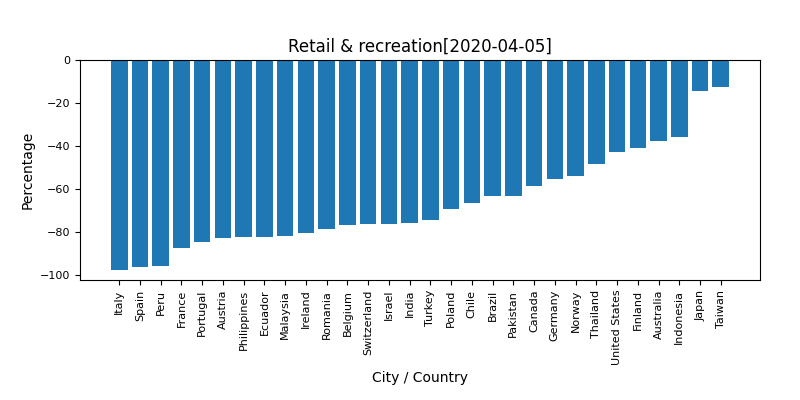 Retail & recreation[2020-04-05]
Percentage
0
−20
−40
−60
−80
−100
Italy
Spain
Peru
France
Portugal
Austria
Philippines
Ecuador
Malaysia
Ireland
Romania
Belgium
Switzerland
Israel
India
Turkey
Poland
Chile
Brazil
Pakistan
Canada
Germany
Norway
Thailand
United States
Finland
Australia
Indonesia
Japan
Taiwan
City / Country